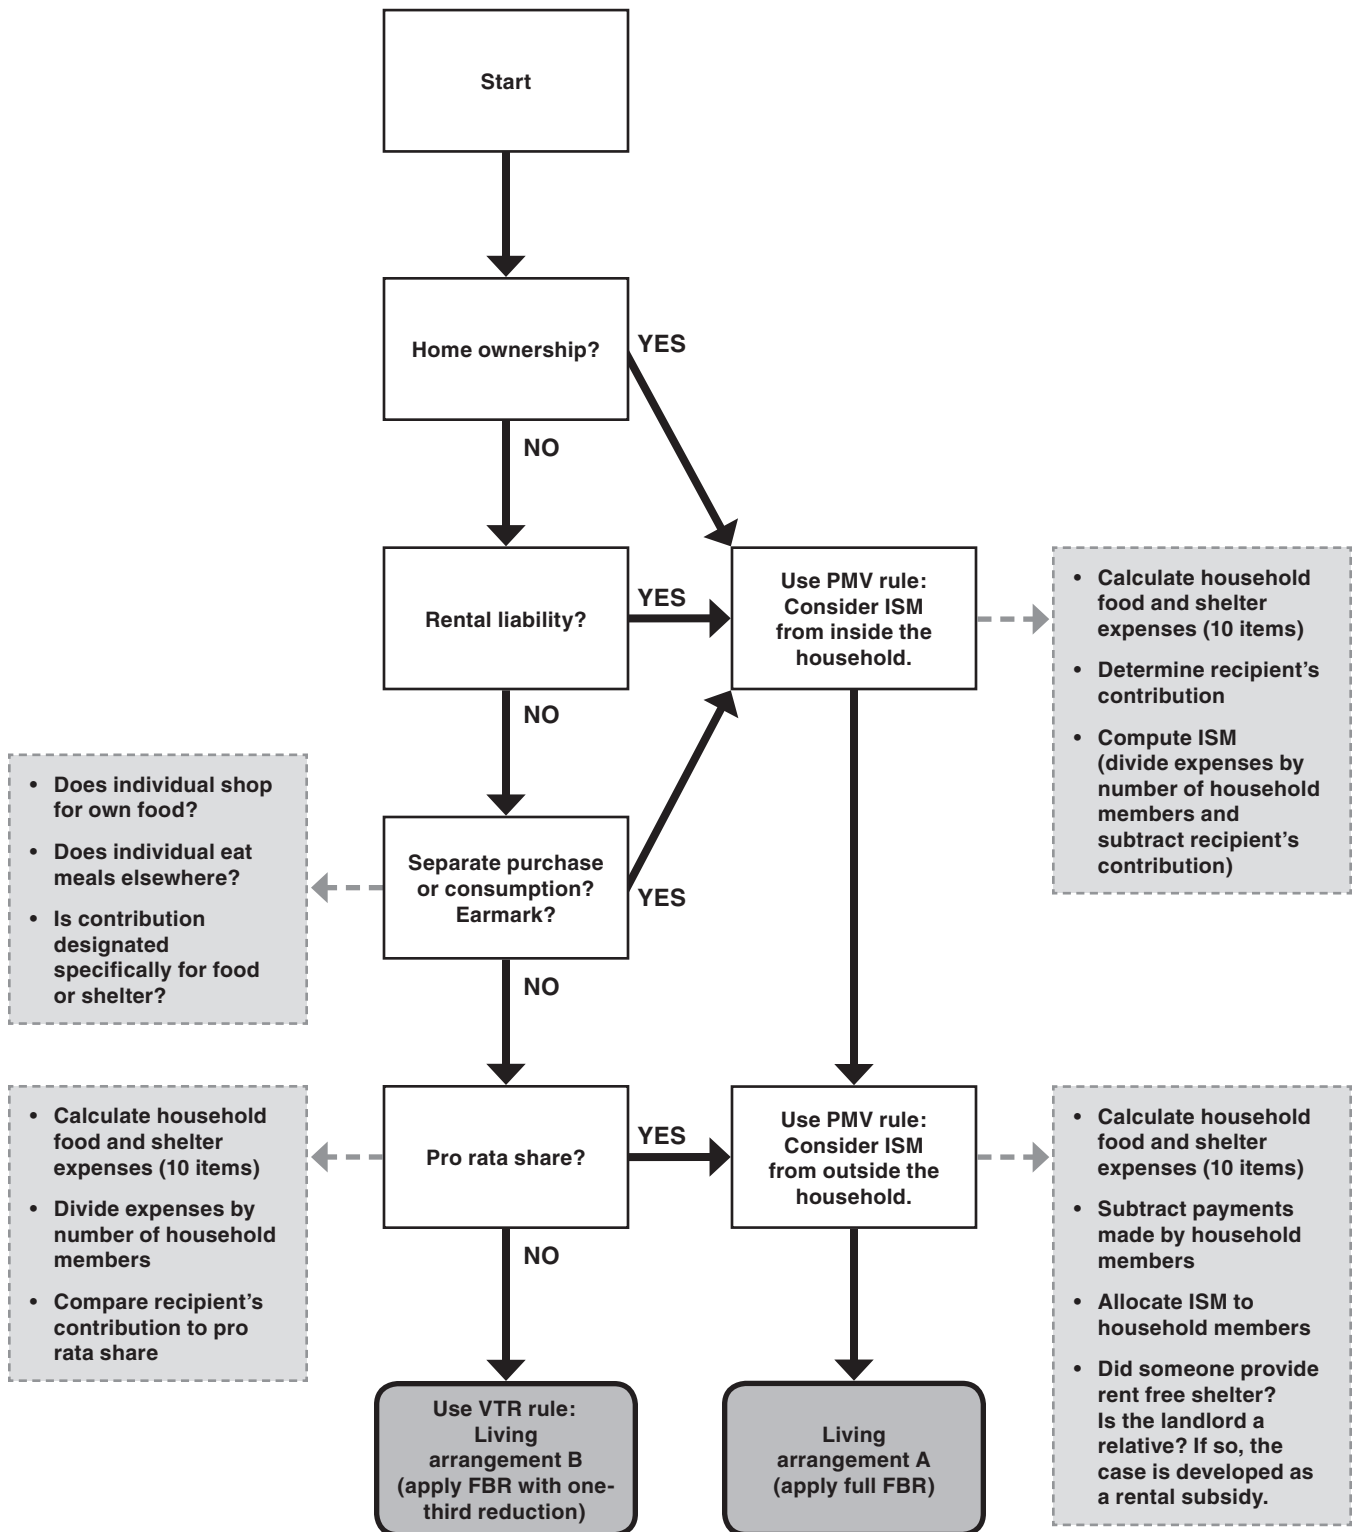 Start
Home ownership?
YES
NO
Rental liability?
YES
Use PMV rule:
Consider ISM
from inside the
household.
• Calculate household
food and shelter
expenses (10 items)
• Determine recipient’s
contribution
• Compute ISM
(divide expenses by
number of household
members and
subtract recipient’s
contribution)
NO
• Does individual shop
for own food?
• Does individual eat
meals elsewhere?
• Is contribution
designated
specifically for food
or shelter?
Separate purchase
or consumption?
Earmark?
YES
NO
• Calculate household
food and shelter
expenses (10 items)
• Divide expenses by
number of household
members
• Compare recipient’s
contribution to pro
rata share
Pro rata share?
YES
Use PMV rule:
Consider ISM
from outside the
household.
• Calculate household
food and shelter
expenses (10 items)
• Subtract payments
made by household
members
• Allocate ISM to
household members
• Did someone provide
rent free shelter?
Is the landlord a
relative? If so, the
case is developed as
a rental subsidy.
NO
Use VTR rule:
Living
arrangement B
(apply FBR with one-
third reduction)
Living
arrangement A
(apply full FBR)